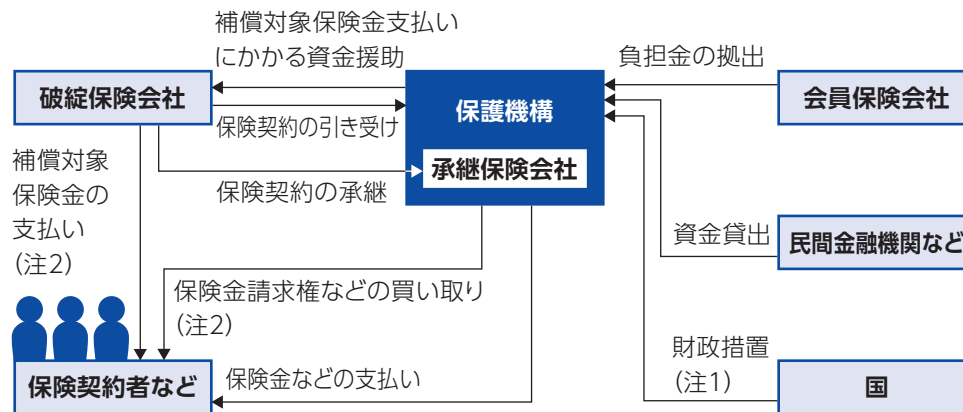 補償対象保険金支払い
にかかる資金援助
負担金の拠出
破綻保険会社
保護機構
会員保険会社
保険契約の引き受け
承継保険会社
補償対象
保険金の
支払い
(注2)
保険契約の承継
資金貸出
民間金融機関など
保険金請求権などの買い取り
(注2)
財政措置
(注1)
保険契約者など
保険金などの支払い
国